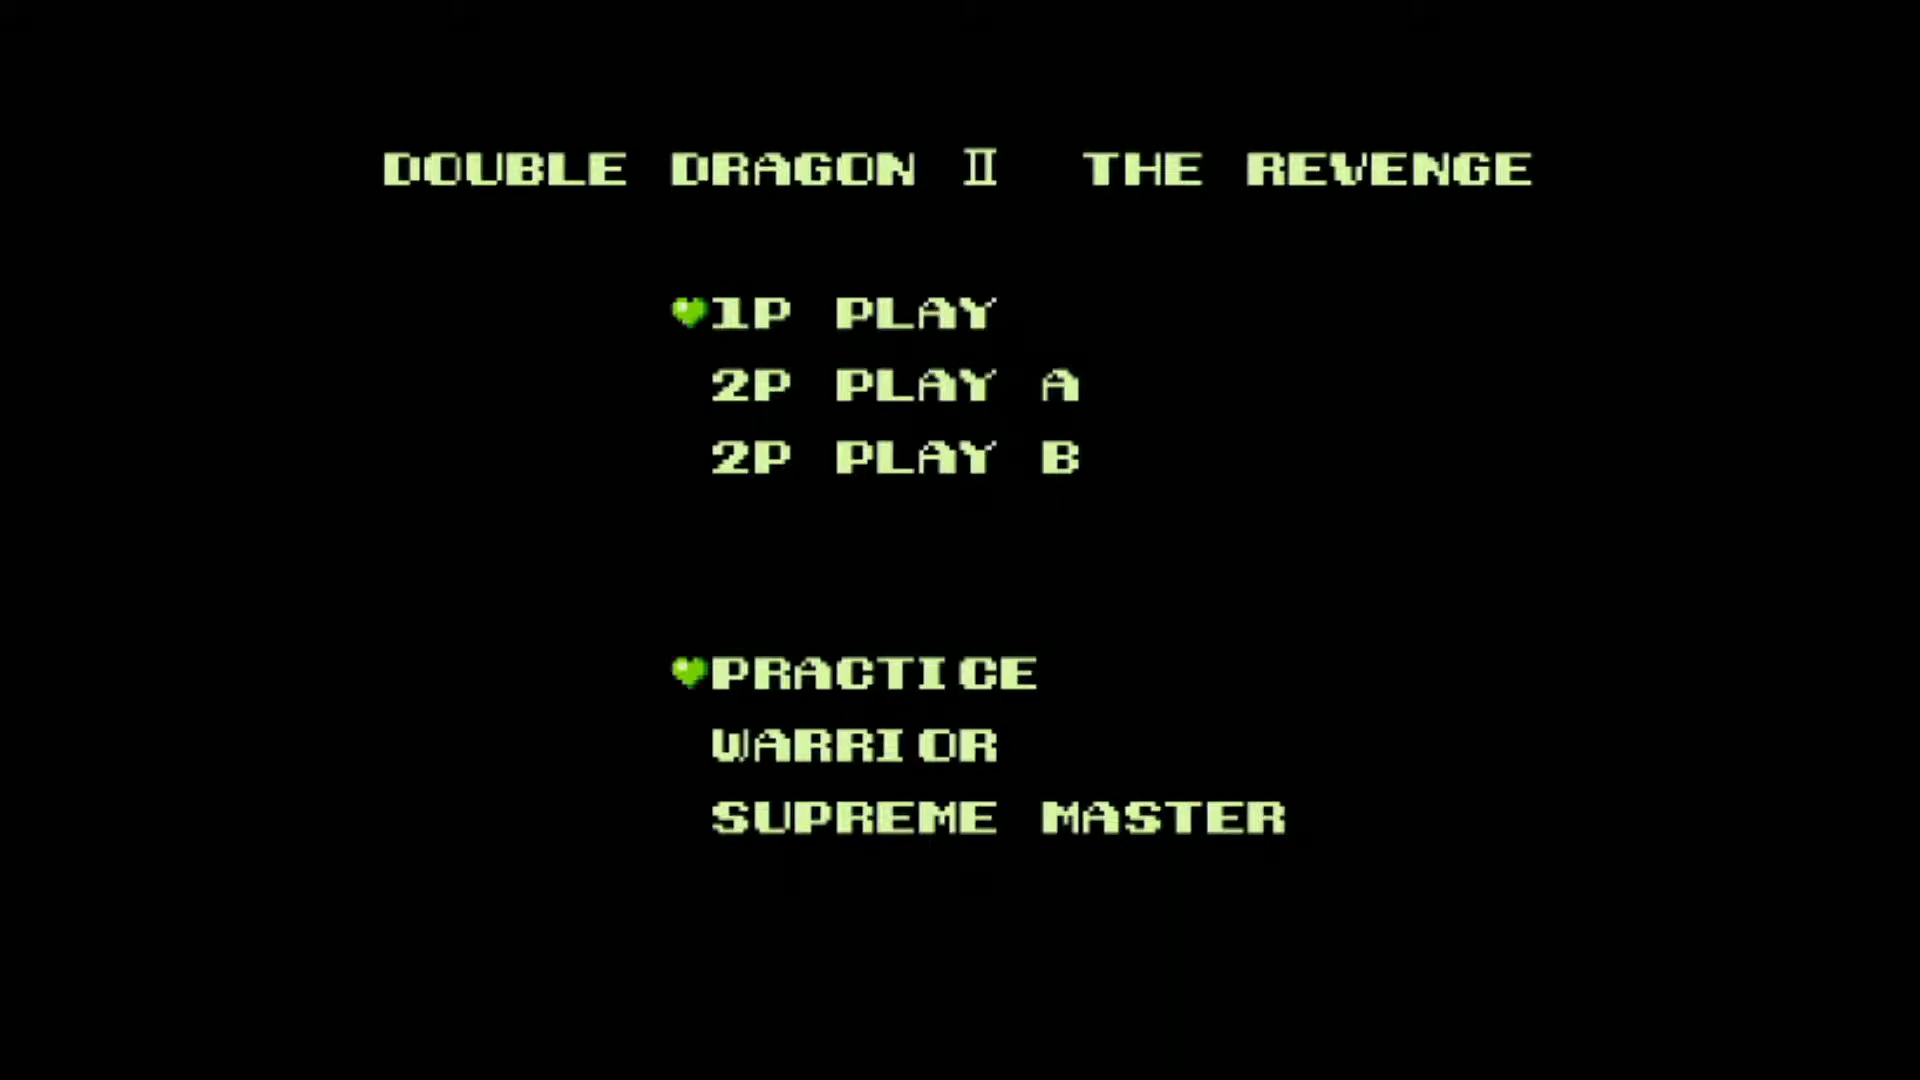 DOUBLE DRAGON II THE REVENGE
1P PLAY
2P PLAY A
2P PLAY B
PRACTICE
WARRIOR
SUPREME MASTER